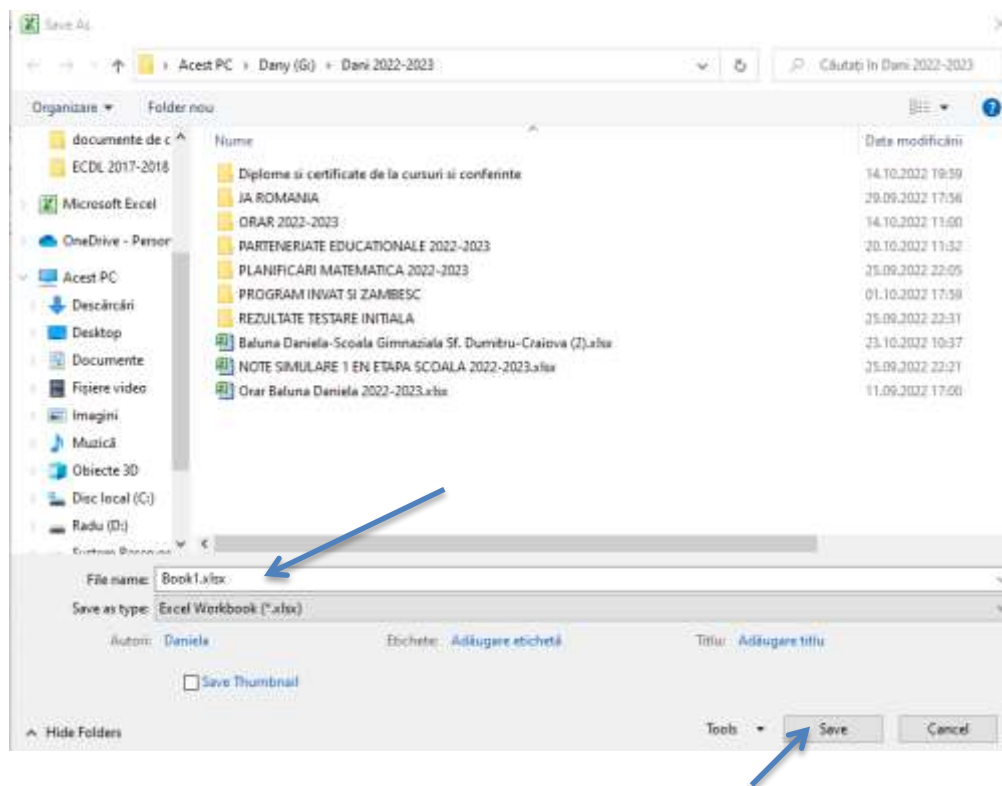 Save As
Acest PC › Dany (G:) › Dani 2022-2023
Căutați în Dani 2022-2023
Organizare
Folder nou
Nume
Data modificării
documente de c
ECDL 2017-2018
Microsoft Excel
OneDrive - Person
Acest PC
Descărcări
Desktop
Documente
Fișiere video
Imagini
Muzică
Obiecte 3D
Disc local (C:)
Radu (D:)
Diplome si certificate de la cursuri si conferinte 14.10.2022 19:59
JA ROMANIA 29.09.2022 17:56
ORAR 2022-2023 14.10.2022 11:00
PARTENERIATE EDUCATIONALE 2022-2023 20.10.2022 11:32
PLANIFICARI MATEMATICA 2022-2023 25.09.2022 22:05
PROGRAM INVAT SI ZAMBESC 01.10.2022 17:59
REZULTATE TESTARE INITIALA 25.09.2022 22:31
Baluna Daniela-Scoala Gimnaziala Sf. Dumitru-Craiova (2).xlsx 23.10.2022 10:37
NOTE SIMULARE 1 EN ETAPA SCOALA 2022-2023.xlsx 25.09.2022 22:21
Orar Baluna Daniela 2022-2023.xlsx 11.09.2022 17:00
File name: Book1.xlsx
Save as type: Excel Workbook (*.xlsx)
Autori: Daniela
Etichete: Adăugare etichetă
Titlu: Adăugare titlu
Save Thumbnail
Hide Folders
Tools
Save
Cancel